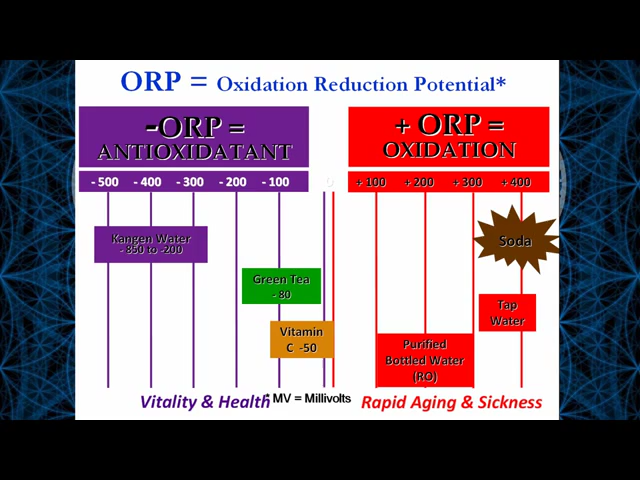 ORP = Oxidation Reduction Potential*
-ORP =
ANTIOXIDATANT
+ ORP =
OXIDATION
- 500 - 400 - 300 - 200 - 100 0 + 100 + 200 + 300 + 400
Kangen Water
- 850 to -200
Soda
Green Tea
- 80
Tap
Water
Vitamin
C -50
Purified
Bottled Water
(RO)
Vitality & Health
* MV = Millivolts
Rapid Aging & Sickness